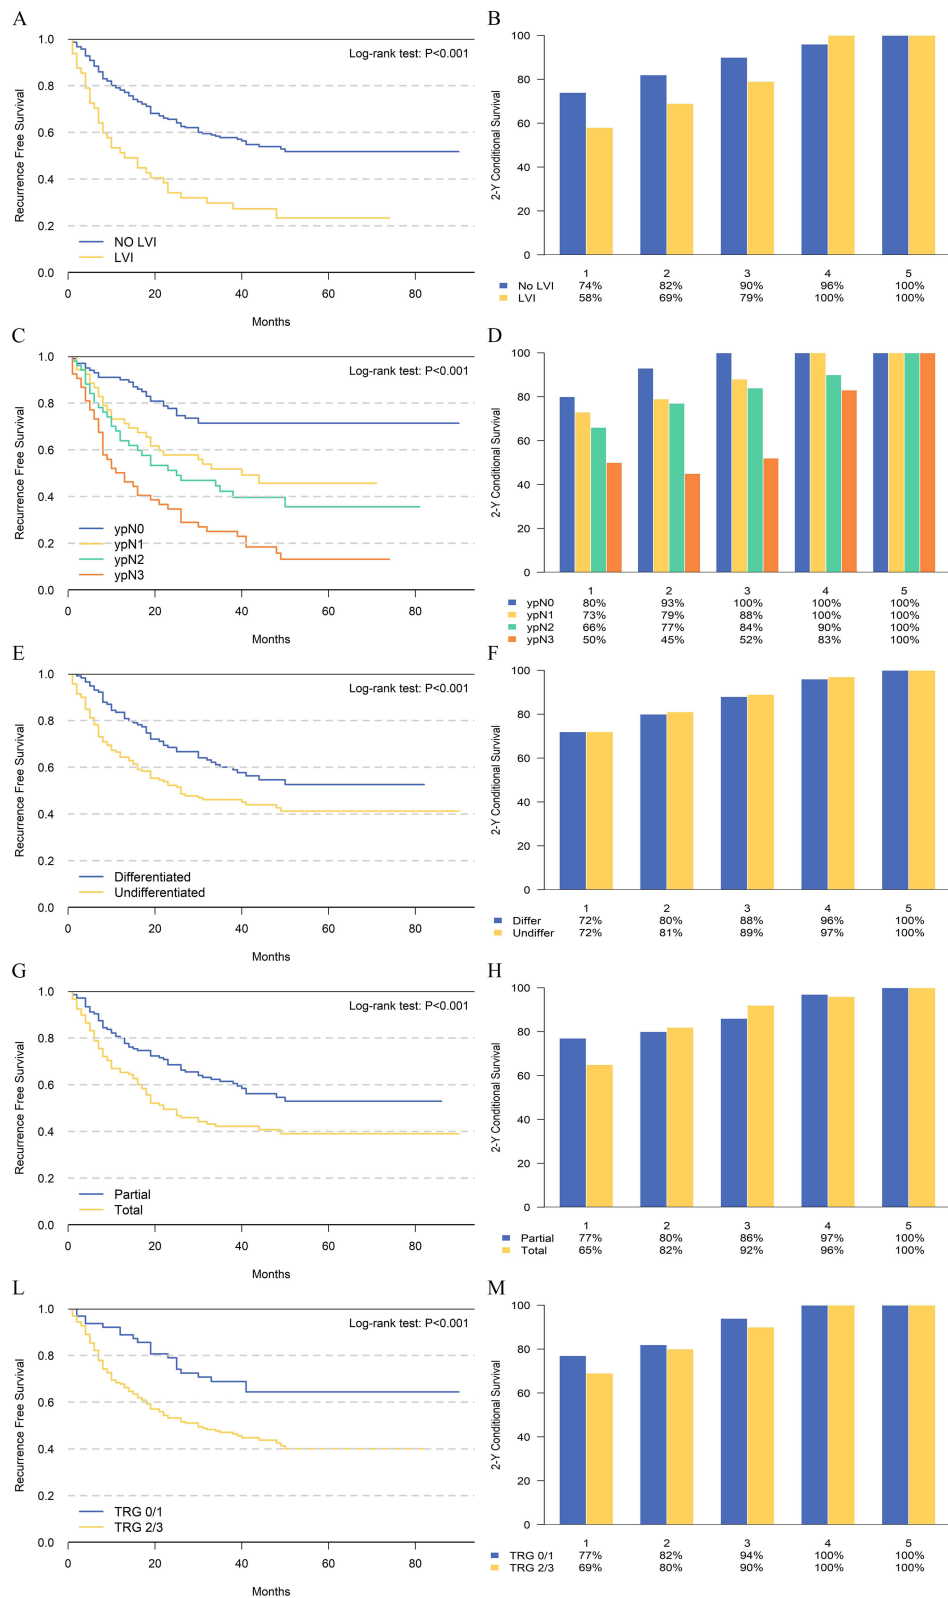 A
Recurrence Free Survival
1.0
0.8
0.6
0.4
0.2
0.0
Log-rank test: P<0.001
NO LVI
LVI
0 20 40 60 80
Months
B
2-Y Conditional Survival
100
80
60
40
20
0
1 2 3 4 5
No LVI 74% 82% 90% 96% 100%
LVI 58% 69% 79% 100% 100%
C
Recurrence Free Survival
1.0
0.8
0.6
0.4
0.2
0.0
Log-rank test: P<0.001
ypN0
ypN1
ypN2
ypN3
0 20 40 60 80
Months
D
2-Y Conditional Survival
100
80
60
40
20
0
1 2 3 4 5
ypN0 80% 93% 100% 100% 100%
ypN1 73% 79% 88% 100% 100%
ypN2 66% 77% 84% 90% 100%
ypN3 50% 45% 52% 83% 100%
E
Recurrence Free Survival
1.0
0.8
0.6
0.4
0.2
0.0
Log-rank test: P<0.001
Differentiated
Undifferentiated
0 20 40 60 80
Months
F
2-Y Conditional Survival
100
80
60
40
20
0
1 2 3 4 5
Differ 72% 80% 88% 96% 100%
Undiffer 72% 81% 89% 97% 100%
G
Recurrence Free Survival
1.0
0.8
0.6
0.4
0.2
0.0
Log-rank test: P<0.001
Partial
Total
0 20 40 60 80
Months
H
2-Y Conditional Survival
100
80
60
40
20
0
1 2 3 4 5
Partial 77% 80% 86% 97% 100%
Total 65% 82% 92% 96% 100%
L
Recurrence Free Survival
1.0
0.8
0.6
0.4
0.2
0.0
Log-rank test: P<0.001
TRG 0/1
TRG 2/3
0 20 40 60 80
Months
M
2-Y Conditional Survival
100
80
60
40
20
0
1 2 3 4 5
TRG 0/1 77% 82% 94% 100% 100%
TRG 2/3 69% 80% 90% 100% 100%